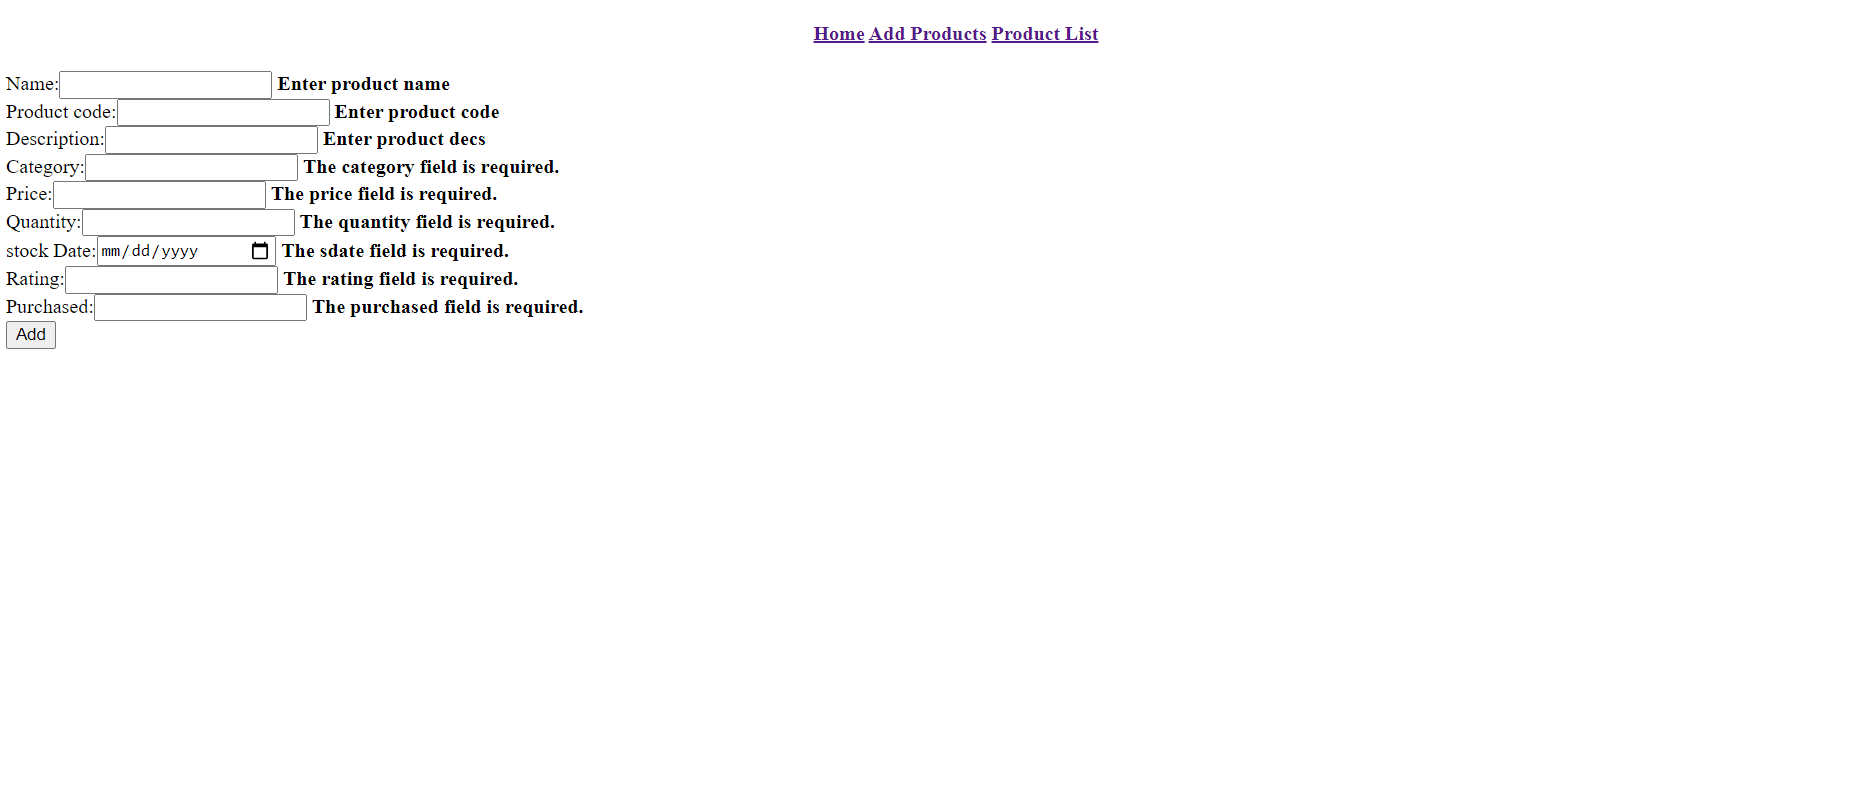 Home Add Products Product List
Name: Enter product name
Product code: Enter product code
Description: Enter product decs
Category: The category field is required.
Price: The price field is required.
Quantity: The quantity field is required.
stock Date: mm/dd/yyyy The sdate field is required.
Rating: The rating field is required.
Purchased: The purchased field is required.
Add